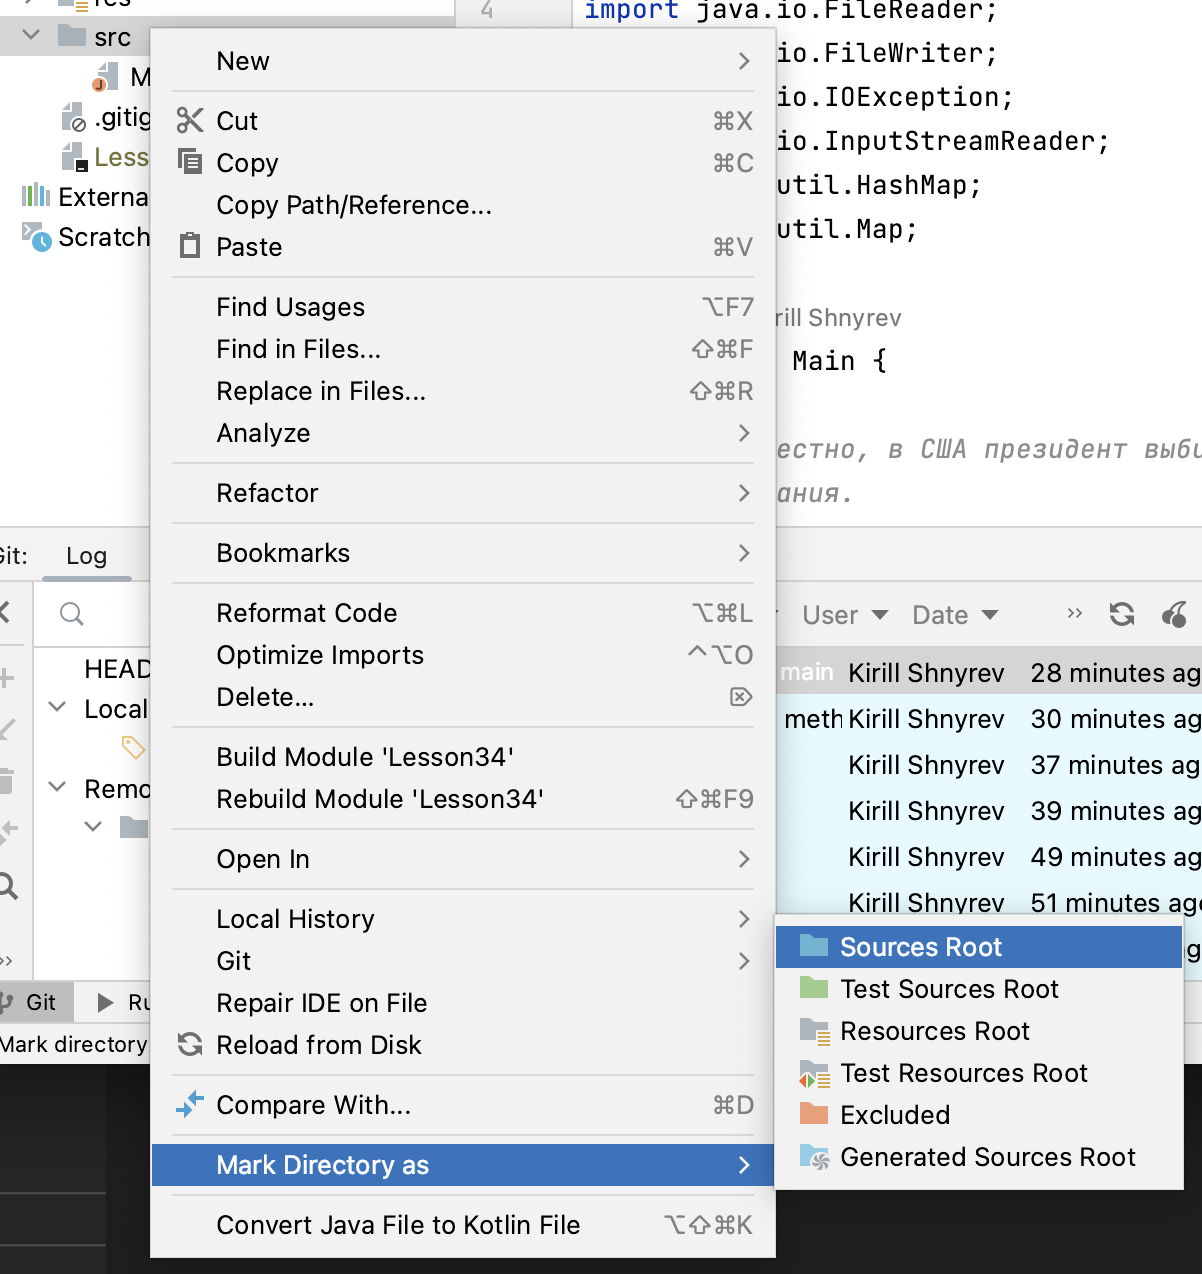 res
4
import java.io.FileReader;
src
io.FileWriter;
New
M
io.IOException;
.gitig
Cut ⌘X
io.InputStreamReader;
Less
Copy ⌘C
util.HashMap;
Externa
Copy Path/Reference...
util.Map;
Scratch
Paste ⌘V
Find Usages ⌥F7
rill Shnyrev
Find in Files... ⇧⌘F
Main {
Replace in Files... ⇧⌘R
Analyze
естно, в США президент выби
Refactor
ания.
Git:
Log
Bookmarks
Reformat Code ⌥⌘L
User
Date
Optimize Imports ⌃⌥O
HEAD
main Kirill Shnyrev 28 minutes ag
Delete...
Local
meth Kirill Shnyrev 30 minutes ag
Build Module 'Lesson34'
Kirill Shnyrev 37 minutes ag
Remo
Rebuild Module 'Lesson34' ⇧⌘F9
Kirill Shnyrev 39 minutes ag
Open In
Kirill Shnyrev 49 minutes ag
Local History
Kirill Shnyrev 51 minutes ago
Git
g
Repair IDE on File
Git
Ru
Reload from Disk
Mark directory
Compare With... ⌘D
Mark Directory as
Convert Java File to Kotlin File ⌥⇧⌘K
Sources Root
Test Sources Root
Resources Root
Test Resources Root
Excluded
Generated Sources Root